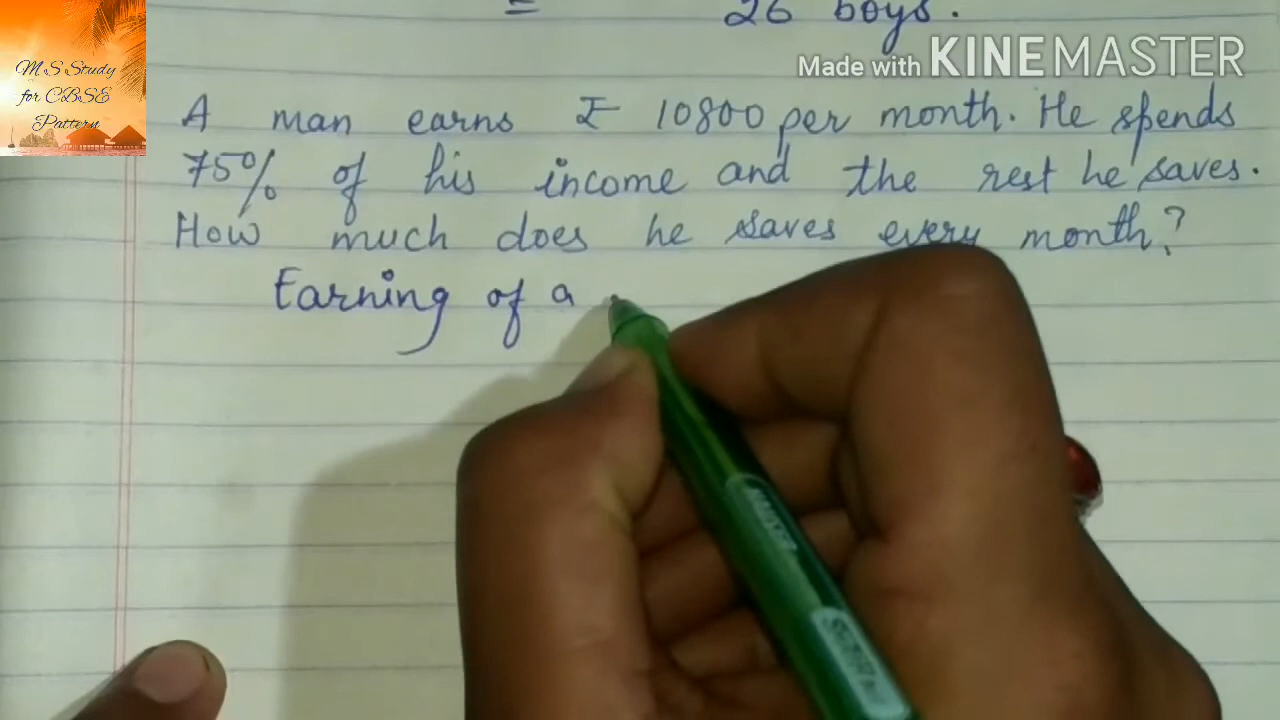 = 26 boys.
Made with KINEMASTER
M.S Study
for CBSE
Pattern
A man earns ₹ 10800 per month. He spends
75% of his income and the rest he saves.
How much does he saves every month?
Earning of a